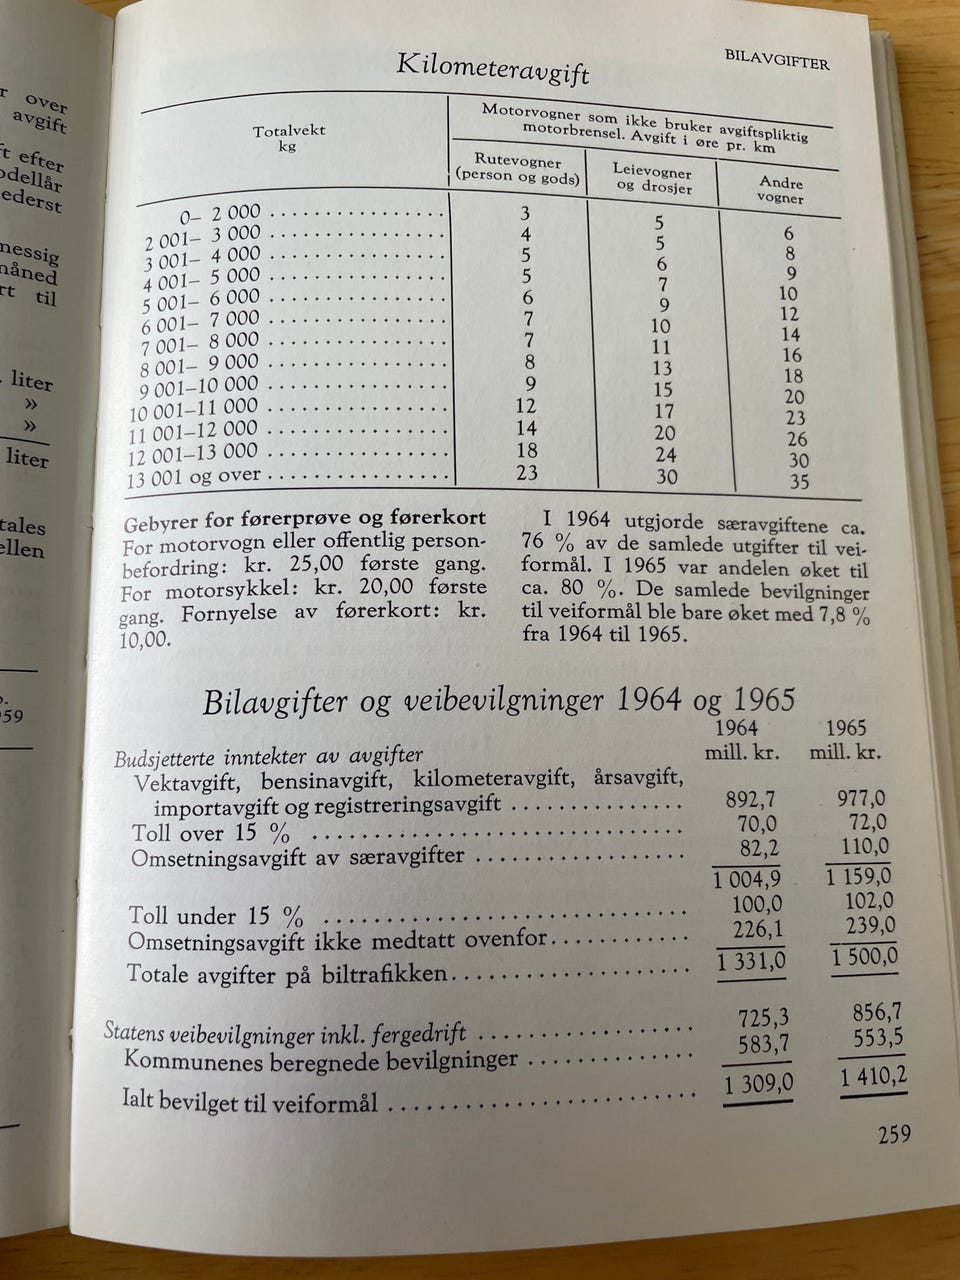 r over
avgift
t efter
odellår
ederst
nessig
nåned
rt til
. liter
»
»
liter
tales
ellen
959
BILAVGIFTER
Kilometeravgift
Totalvekt
kg
Motorvogner som ikke bruker avgiftspliktig
motorbrensel. Avgift i øre pr. km
Rutevogner
(person og gods)
Leievogner
og drosjer
Andre
vogner
0– 2 000 ................ 3 5 6
2 001– 3 000 ................ 4 5 8
3 001– 4 000 ................ 5 6 9
4 001– 5 000 ................ 5 7 10
5 001– 6 000 ................ 6 9 12
6 001– 7 000 ................ 7 10 14
7 001– 8 000 ................ 7 11 16
8 001– 9 000 ................ 8 13 18
9 001–10 000 ................ 9 15 20
10 001–11 000 ................ 12 17 23
11 001–12 000 ................ 14 20 26
12 001–13 000 ................ 18 24 30
13 001 og over ................ 23 30 35
Gebyrer for førerprøve og førerkort
For motorvogn eller offentlig person-
befordring: kr. 25,00 første gang.
For motorsykkel: kr. 20,00 første
gang. Fornyelse av førerkort: kr.
10,00.
I 1964 utgjorde særavgiftene ca.
76 % av de samlede utgifter til vei-
formål. I 1965 var andelen øket til
ca. 80 %. De samlede bevilgninger
til veiformål ble bare øket med 7,8 %
fra 1964 til 1965.
Bilavgifter og veibevilgninger 1964 og 1965
1964 1965
Budsjetterte inntekter av avgifter mill. kr. mill. kr.
Vektavgift, bensinavgift, kilometeravgift, årsavgift,
importavgift og registreringsavgift ................ 892,7 977,0
Toll over 15 % ................ 70,0 72,0
Omsetningsavgift av særavgifter ................ 82,2 110,0
1 004,9 1 159,0
Toll under 15 % ................ 100,0 102,0
Omsetningsavgift ikke medtatt ovenfor ............ 226,1 239,0
Totale avgifter på biltrafikken ................ 1 331,0 1 500,0
Statens veibevilgninger inkl. fergedrift ................ 725,3 856,7
Kommunenes beregnede bevilgninger ............ 583,7 553,5
Ialt bevilget til veiformål ................ 1 309,0 1 410,2
259